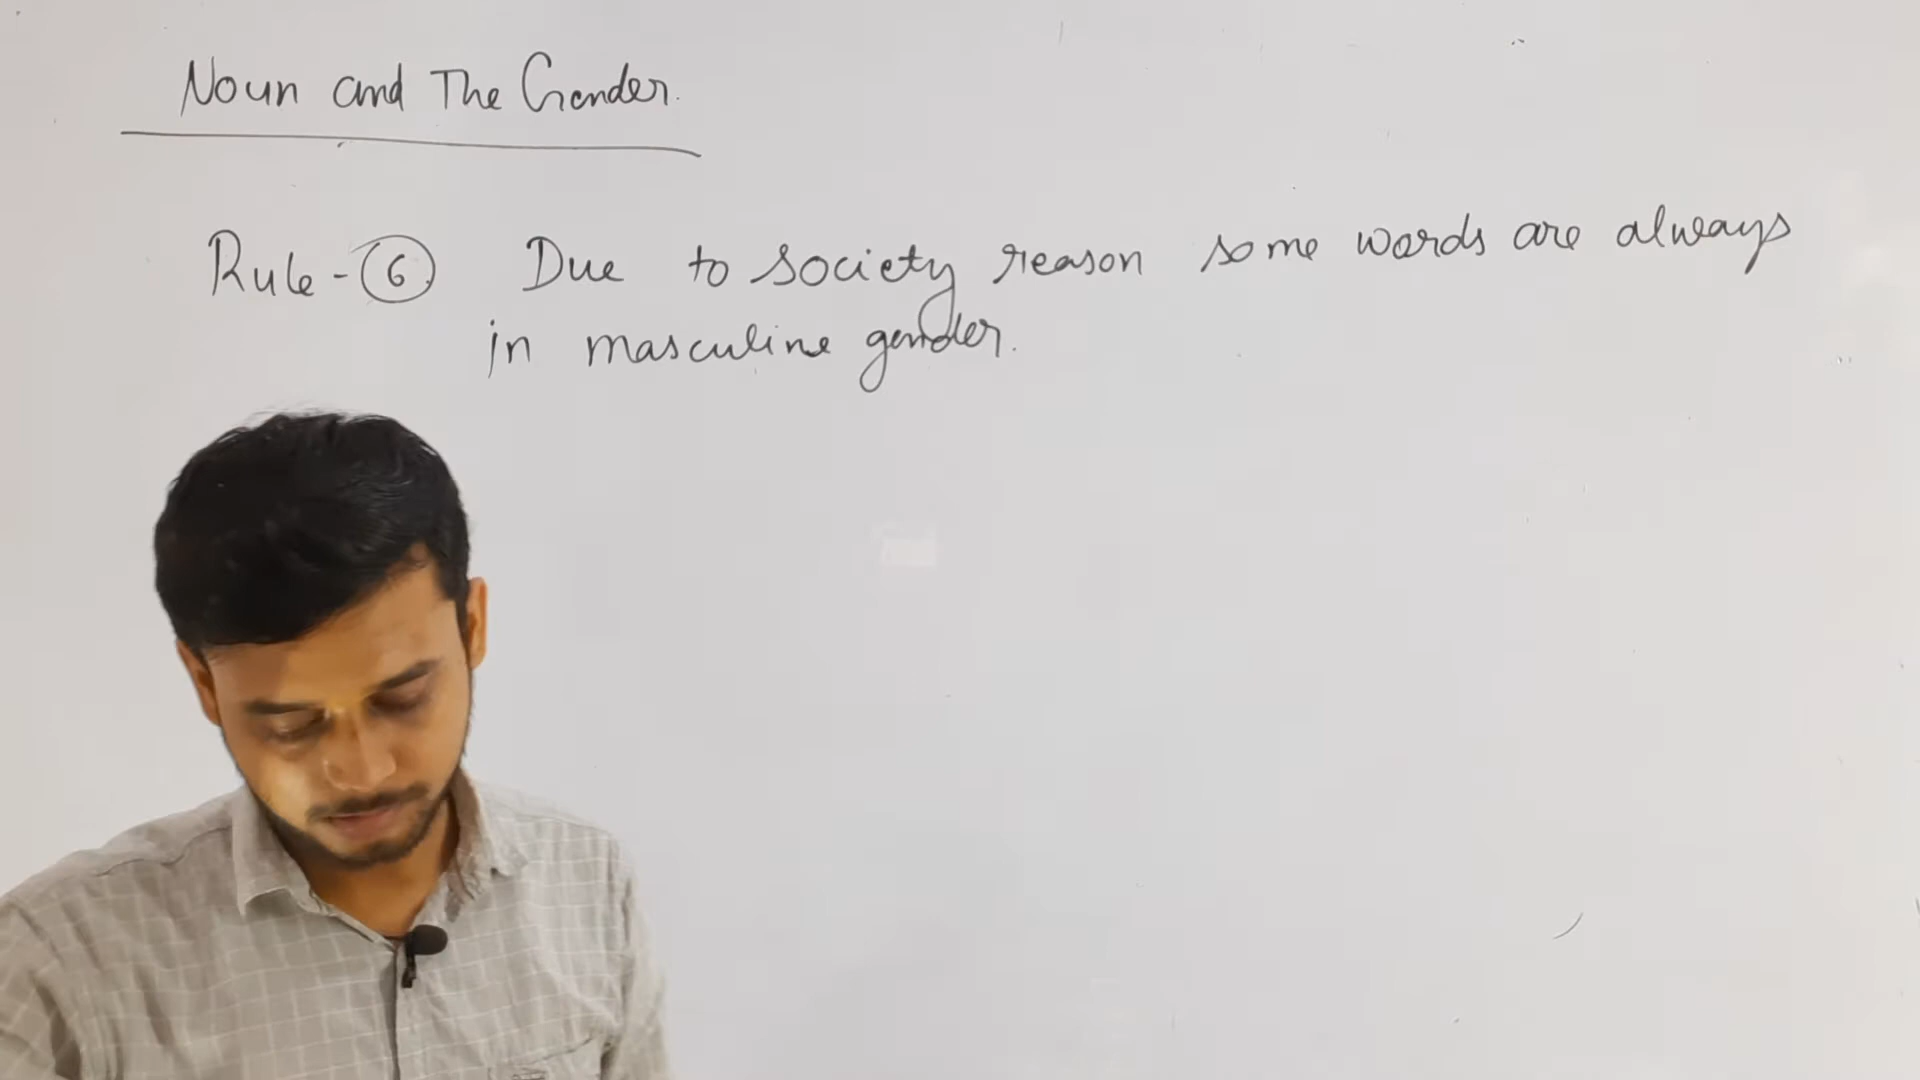 Noun and The Gender.
Rule-⑥ Due to society reason some words are always
in masculine gender.